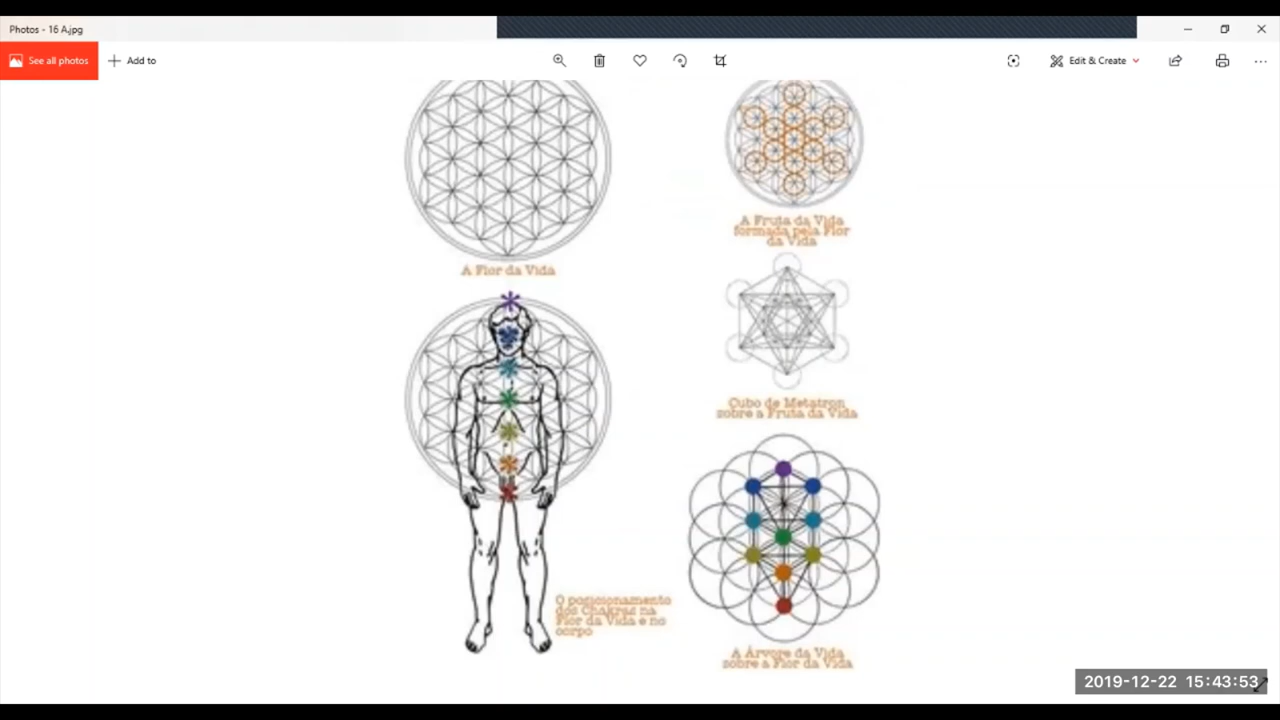 Photos - 16 A.jpg
See all photos
Add to
Edit & Create
A Flor da Vida
A Fruta da Vida
formada pela Flor
da Vida
Cubo de Metatron
sobre a Fruta da Vida
O posicionamento
dos Chakras na
Flor da Vida e no
corpo
A Árvore da Vida
sobre a Flor da Vida
2019-12-22 15:43:53